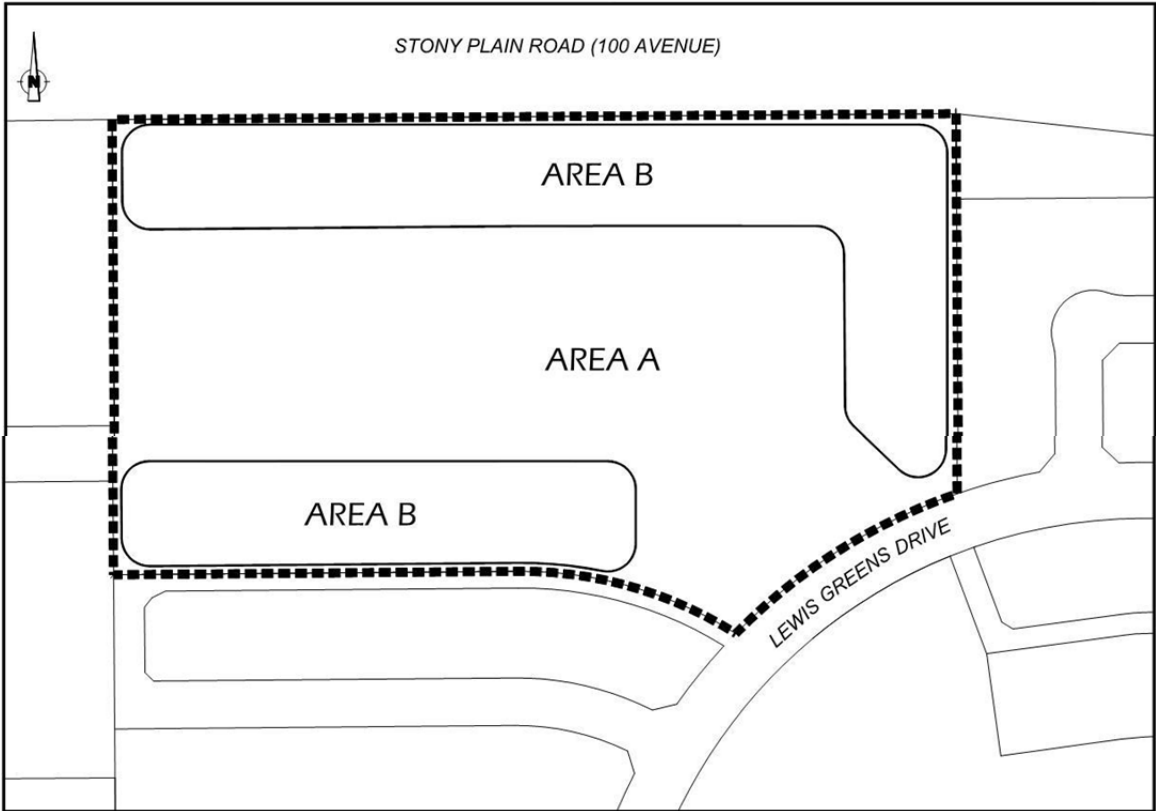 STONY PLAIN ROAD (100 AVENUE)
N
AREA B
AREA A
AREA B
LEWIS GREENS DRIVE